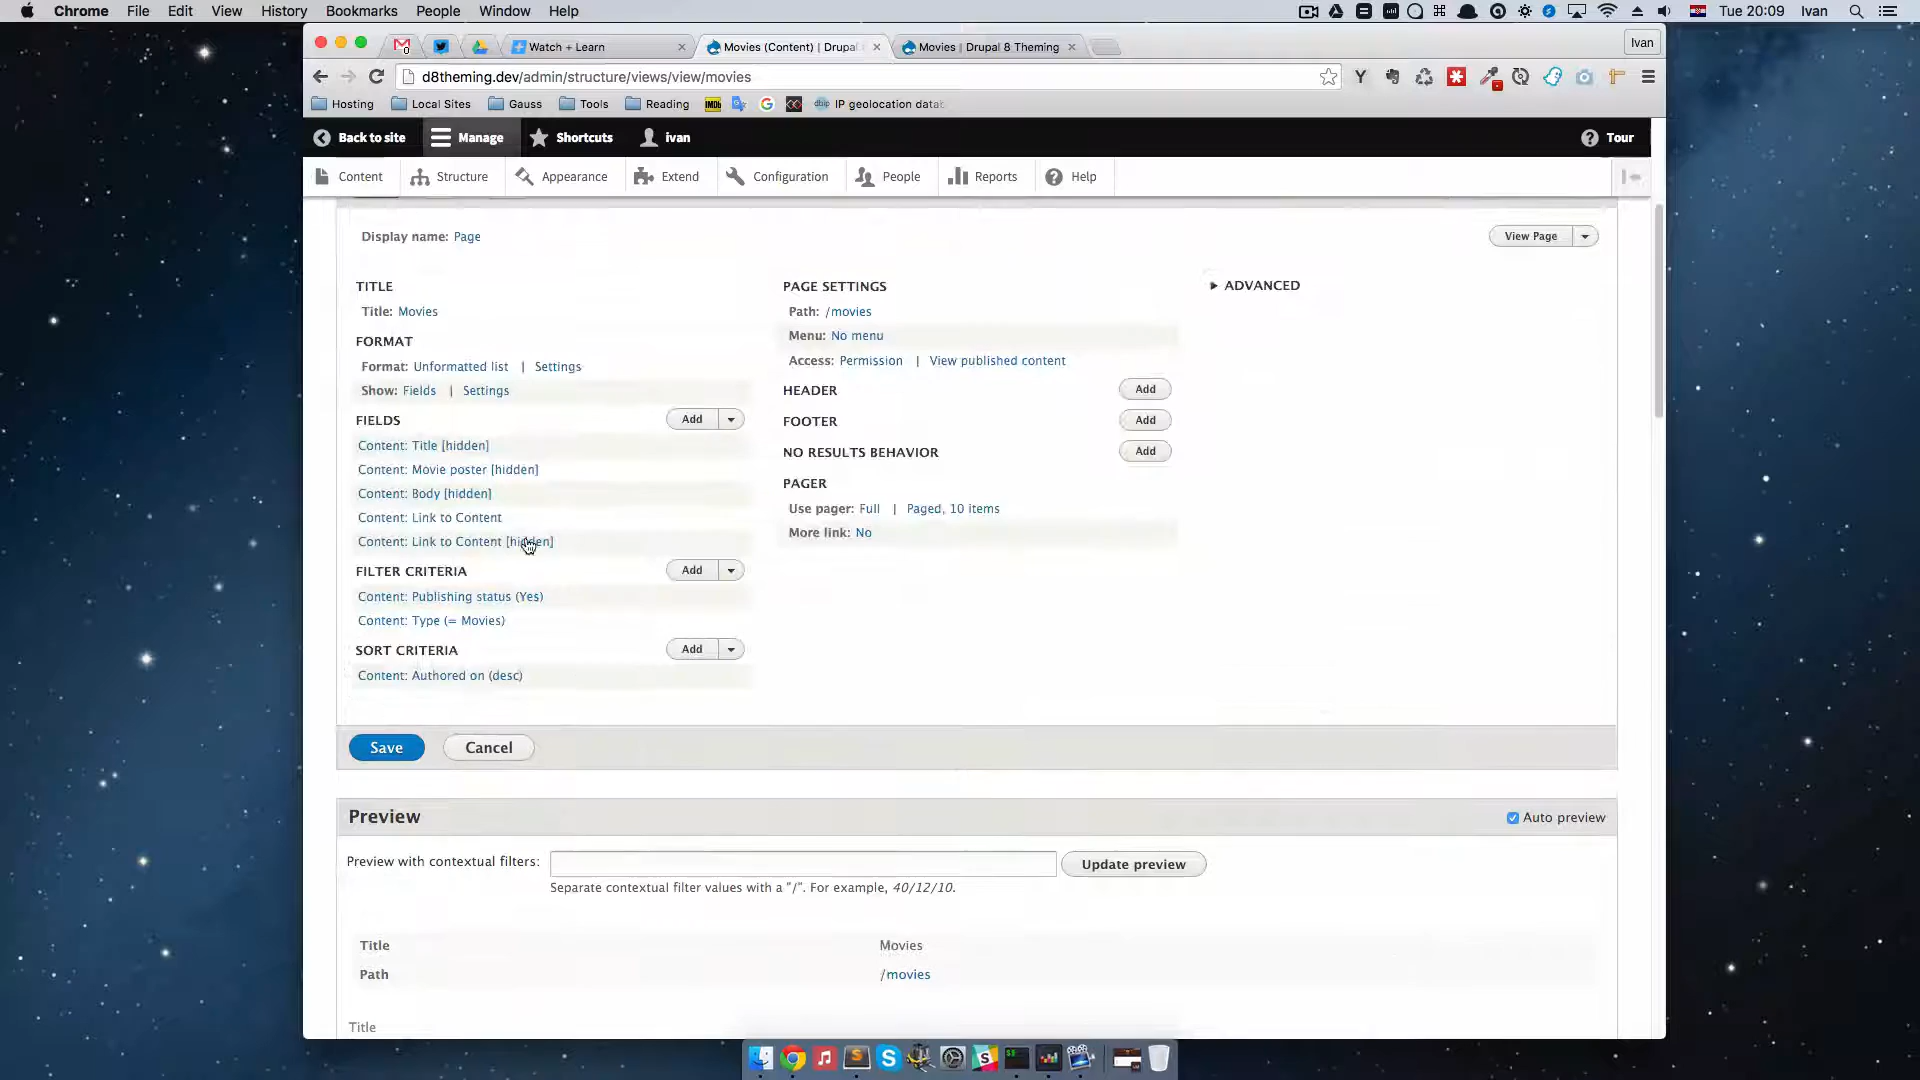 Chrome File Edit View History Bookmarks People Window Help Tue 20:09 Ivan
Watch + Learn Movies (Content) | Drupal Movies | Drupal 8 Theming Ivan
d8theming.dev/admin/structure/views/view/movies
Hosting Local Sites Gauss Tools Reading IMDb IP geolocation datab
Back to site Manage Shortcuts ivan Tour
Content Structure Appearance Extend Configuration People Reports Help
Display name: Page View Page
TITLE
Title: Movies
FORMAT
Format: Unformatted list | Settings
Show: Fields | Settings
FIELDS Add
Content: Title [hidden]
Content: Movie poster [hidden]
Content: Body [hidden]
Content: Link to Content
Content: Link to Content [hidden]
FILTER CRITERIA Add
Content: Publishing status (Yes)
Content: Type (= Movies)
SORT CRITERIA Add
Content: Authored on (desc)
PAGE SETTINGS
Path: /movies
Menu: No menu
Access: Permission | View published content
HEADER Add
FOOTER Add
NO RESULTS BEHAVIOR Add
PAGER
Use pager: Full | Paged, 10 items
More link: No
ADVANCED
Save Cancel
Preview Auto preview
Preview with contextual filters: Update preview
Separate contextual filter values with a "/". For example, 40/12/10.
Title Movies
Path /movies
Title